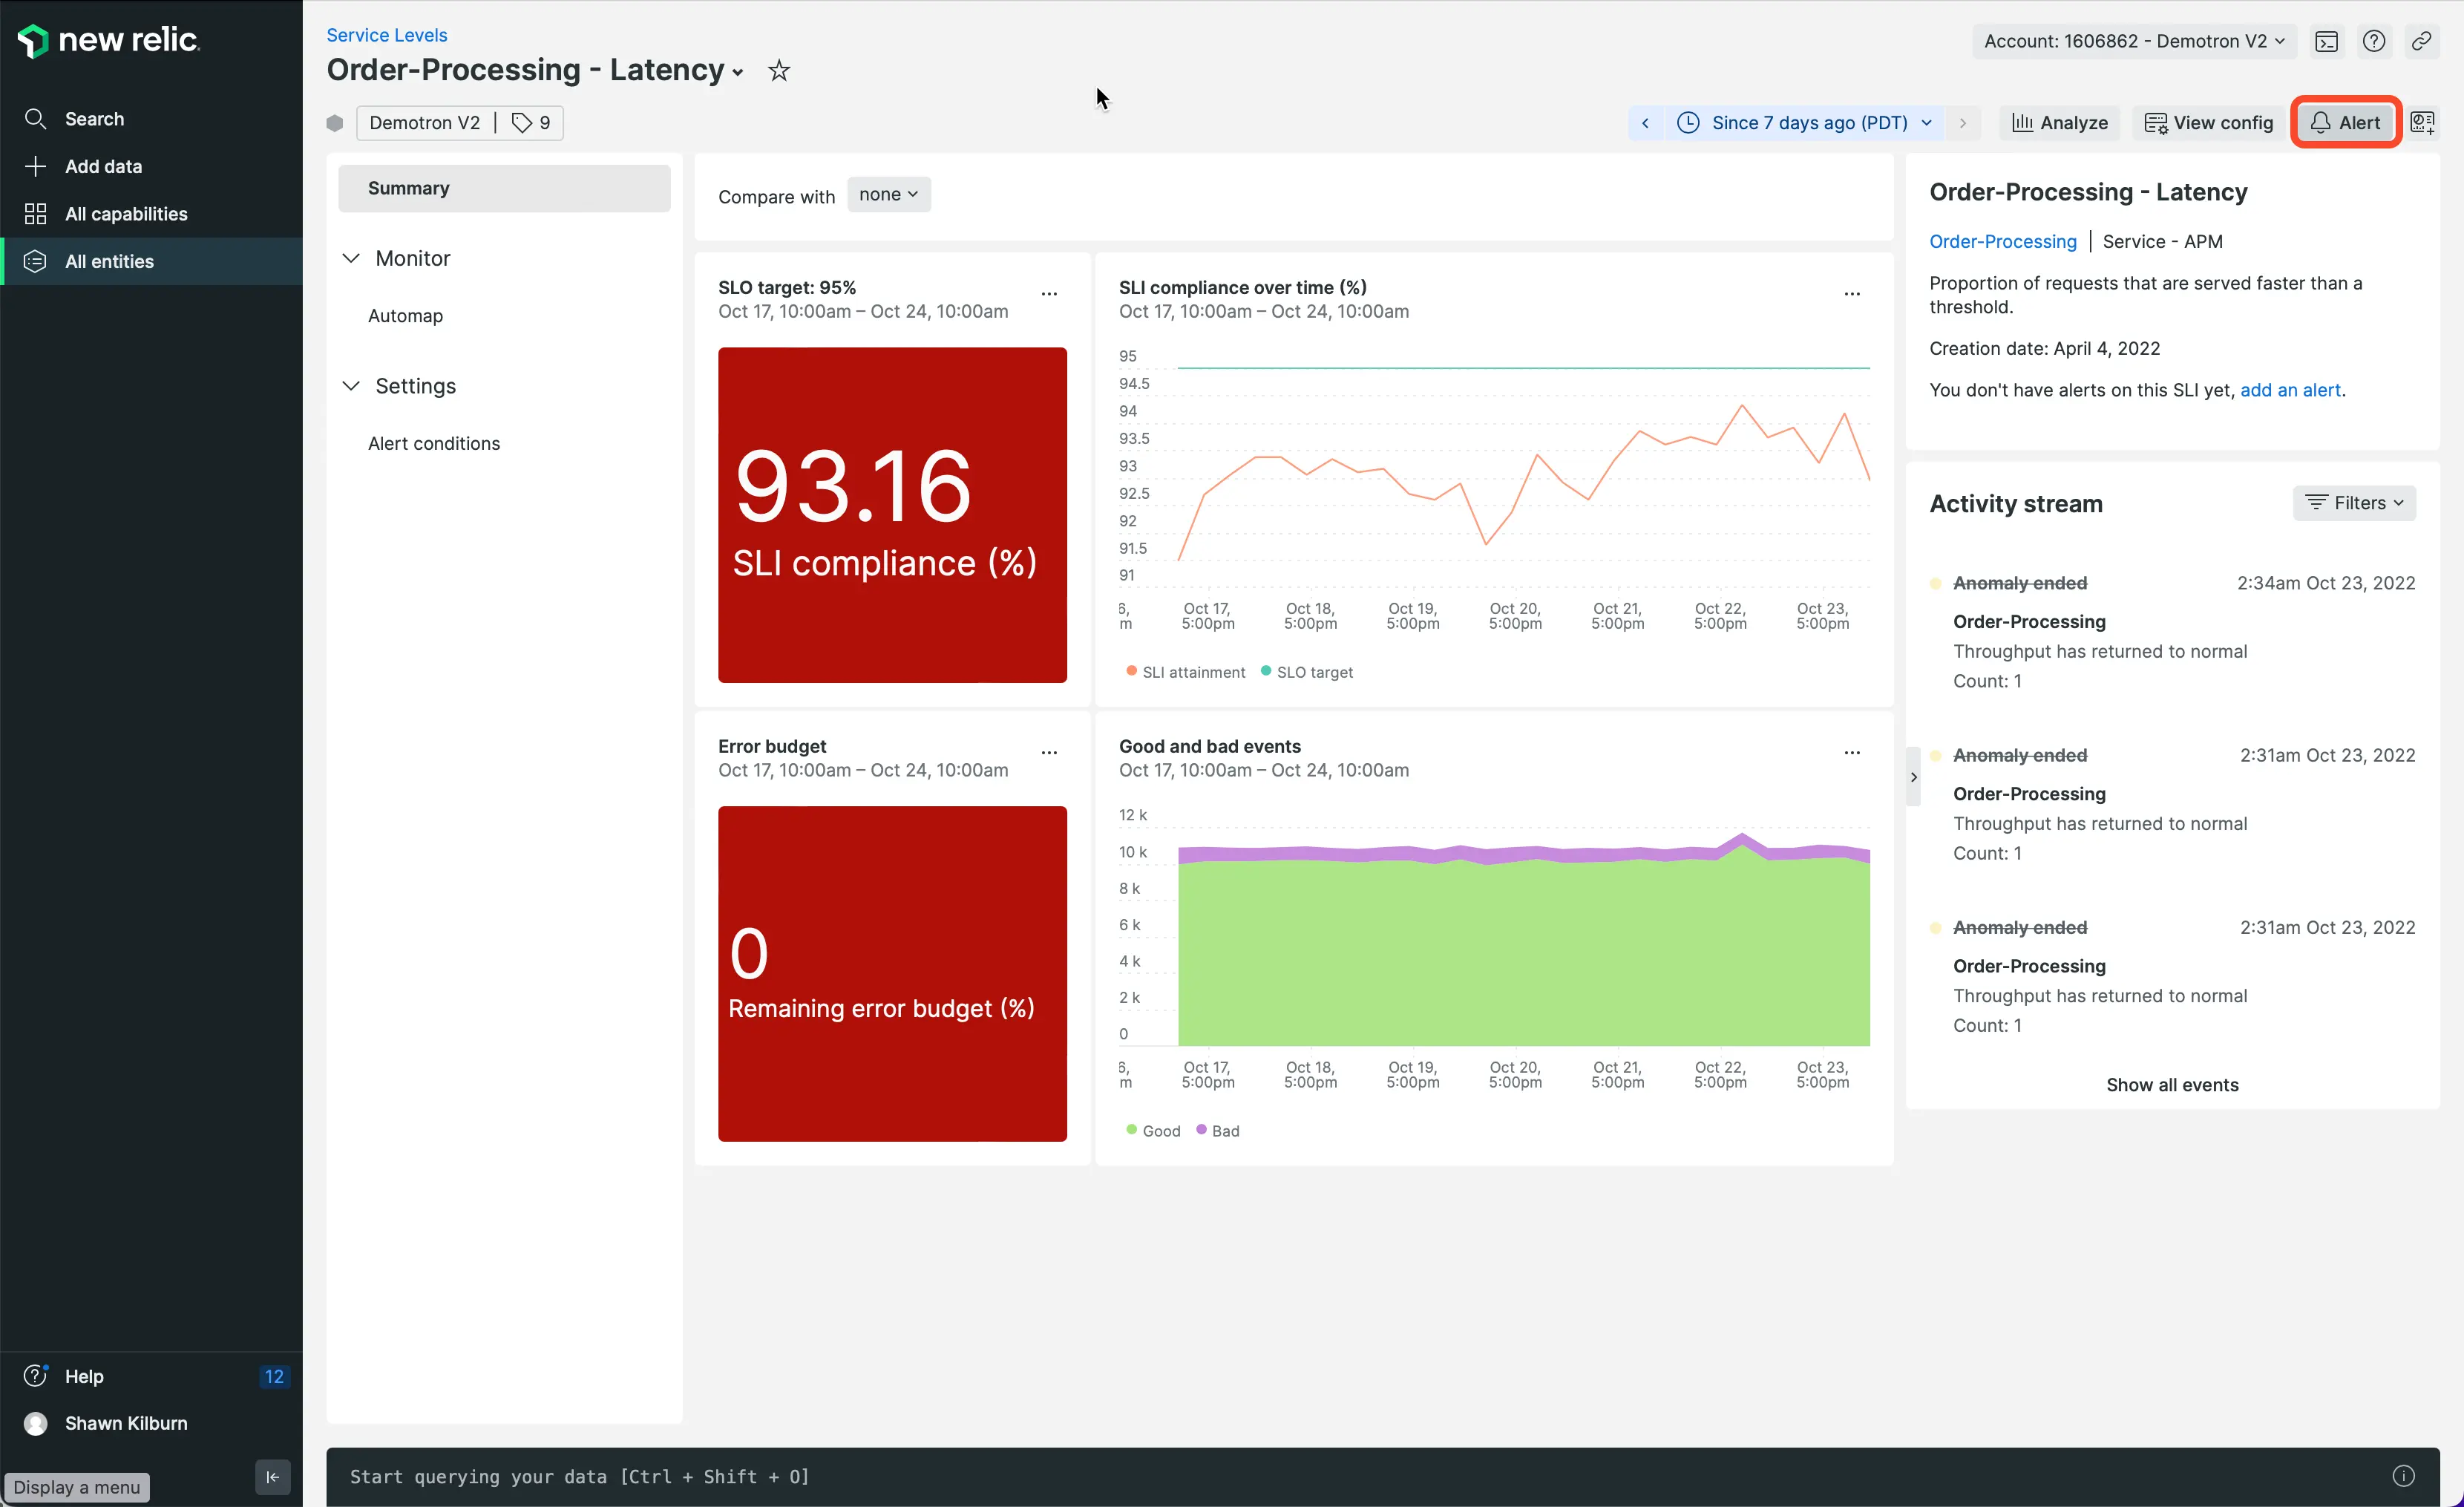 new relic.
Search
Add data
All capabilities
All entities
Help
12
Shawn Kilburn
Display a menu
Service Levels
Order-Processing - Latency
Demotron V2 | 9
Account: 1606862 - Demotron V2
Since 7 days ago (PDT)
Analyze
View config
Alert
Summary
Monitor
Automap
Settings
Alert conditions
Compare with none
SLO target: 95%
Oct 17, 10:00am – Oct 24, 10:00am
93.16
SLI compliance (%)
SLI compliance over time (%)
Oct 17, 10:00am – Oct 24, 10:00am
95
94.5
94
93.5
93
92.5
92
91.5
91
6, Oct 17, Oct 18, Oct 19, Oct 20, Oct 21, Oct 22, Oct 23,
m 5:00pm 5:00pm 5:00pm 5:00pm 5:00pm 5:00pm 5:00pm
SLI attainment SLO target
Error budget
Oct 17, 10:00am – Oct 24, 10:00am
0
Remaining error budget (%)
Good and bad events
Oct 17, 10:00am – Oct 24, 10:00am
12 k
10 k
8 k
6 k
4 k
2 k
0
6, Oct 17, Oct 18, Oct 19, Oct 20, Oct 21, Oct 22, Oct 23,
m 5:00pm 5:00pm 5:00pm 5:00pm 5:00pm 5:00pm 5:00pm
Good Bad
Order-Processing - Latency
Order-Processing | Service - APM
Proportion of requests that are served faster than a
threshold.
Creation date: April 4, 2022
You don't have alerts on this SLI yet, add an alert.
Activity stream
Filters
Anomaly ended 2:34am Oct 23, 2022
Order-Processing
Throughput has returned to normal
Count: 1
Anomaly ended 2:31am Oct 23, 2022
Order-Processing
Throughput has returned to normal
Count: 1
Anomaly ended 2:31am Oct 23, 2022
Order-Processing
Throughput has returned to normal
Count: 1
Show all events
Start querying your data [Ctrl + Shift + O]